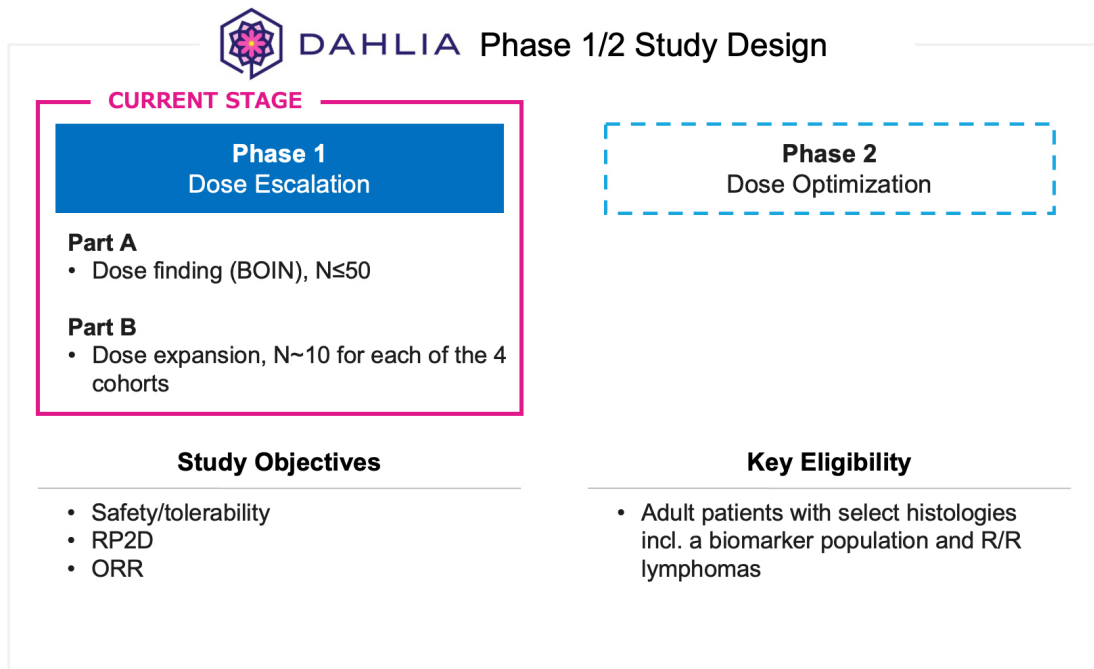 DAHLIA Phase 1/2 Study Design
CURRENT STAGE
Phase 1
Dose Escalation
Part A
• Dose finding (BOIN), N≤50
Part B
• Dose expansion, N~10 for each of the 4
cohorts
Phase 2
Dose Optimization
Study Objectives
• Safety/tolerability
• RP2D
• ORR
Key Eligibility
• Adult patients with select histologies
incl. a biomarker population and R/R
lymphomas